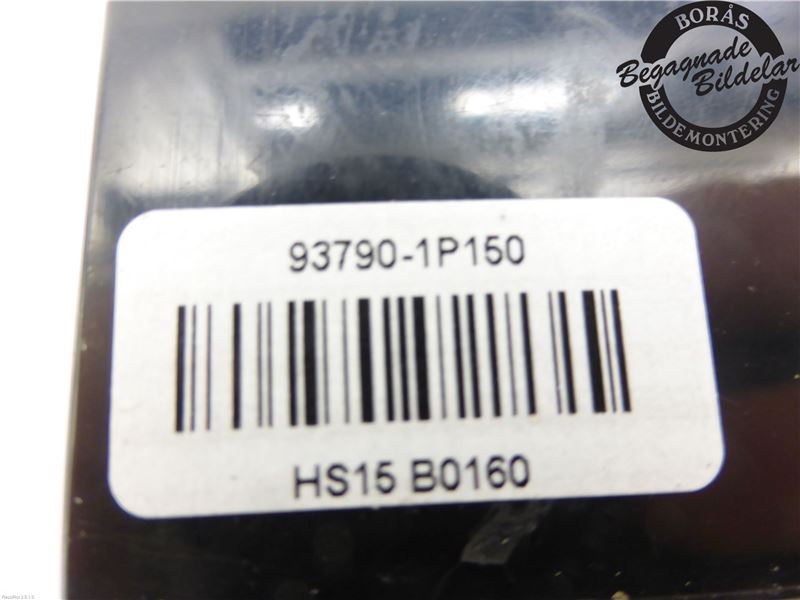 BORÅS
Begagnade
Bildelar
BILDEMONTERING
93790-1P150
HS15 B0160